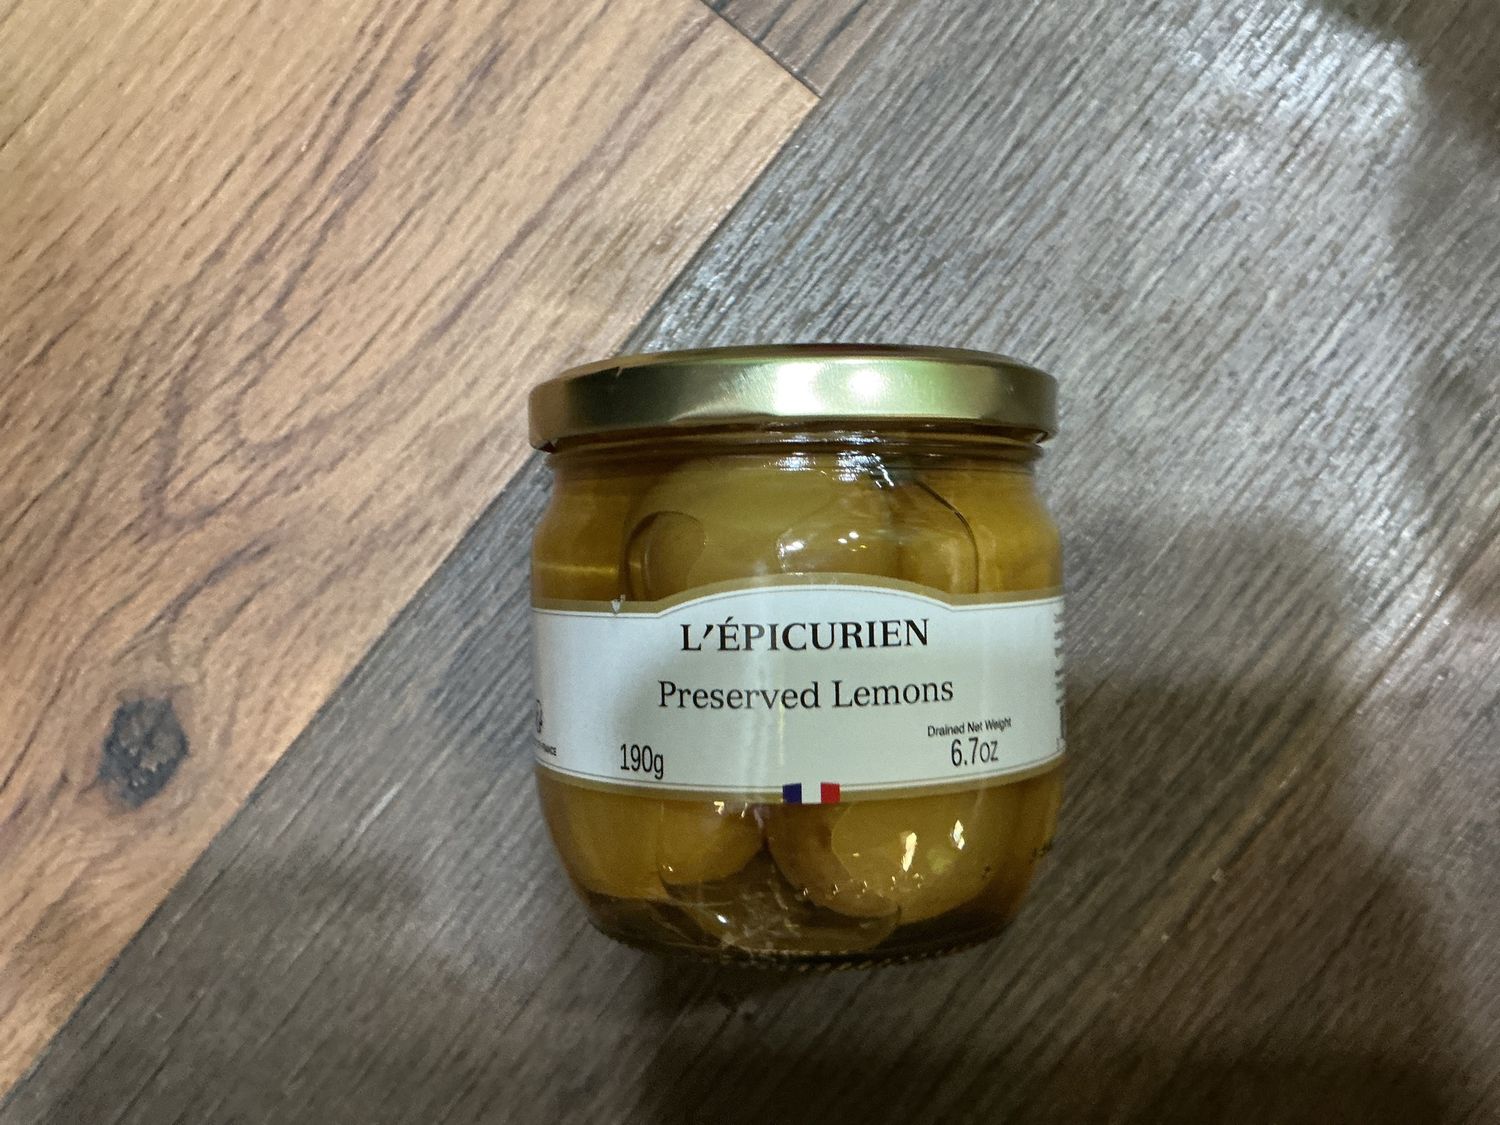 L'ÉPICURIEN
Preserved Lemons
Drained Net Weight
190g
6.7oz